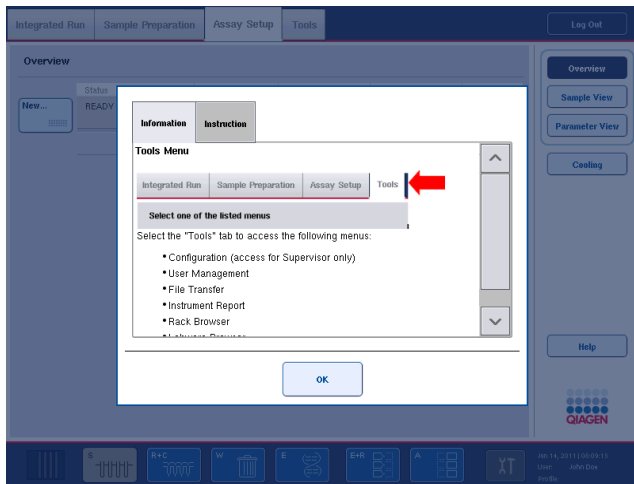 Integrated Run Sample Preparation Assay Setup Tools Log Out
Overview
Overview
Status
New...
READY
Sample View
Parameter View
Cooling
Information Instruction
Tools Menu
Integrated Run Sample Preparation Assay Setup Tools
Select one of the listed menus
Select the "Tools" tab to access the following menus:
• Configuration (access for Supervisor only)
• User Management
• File Transfer
• Instrument Report
• Rack Browser
OK
Help
QIAGEN
S R+C W E E+R A
Jun 14, 2011 | 00:09:15
User: John Doe
Profile: